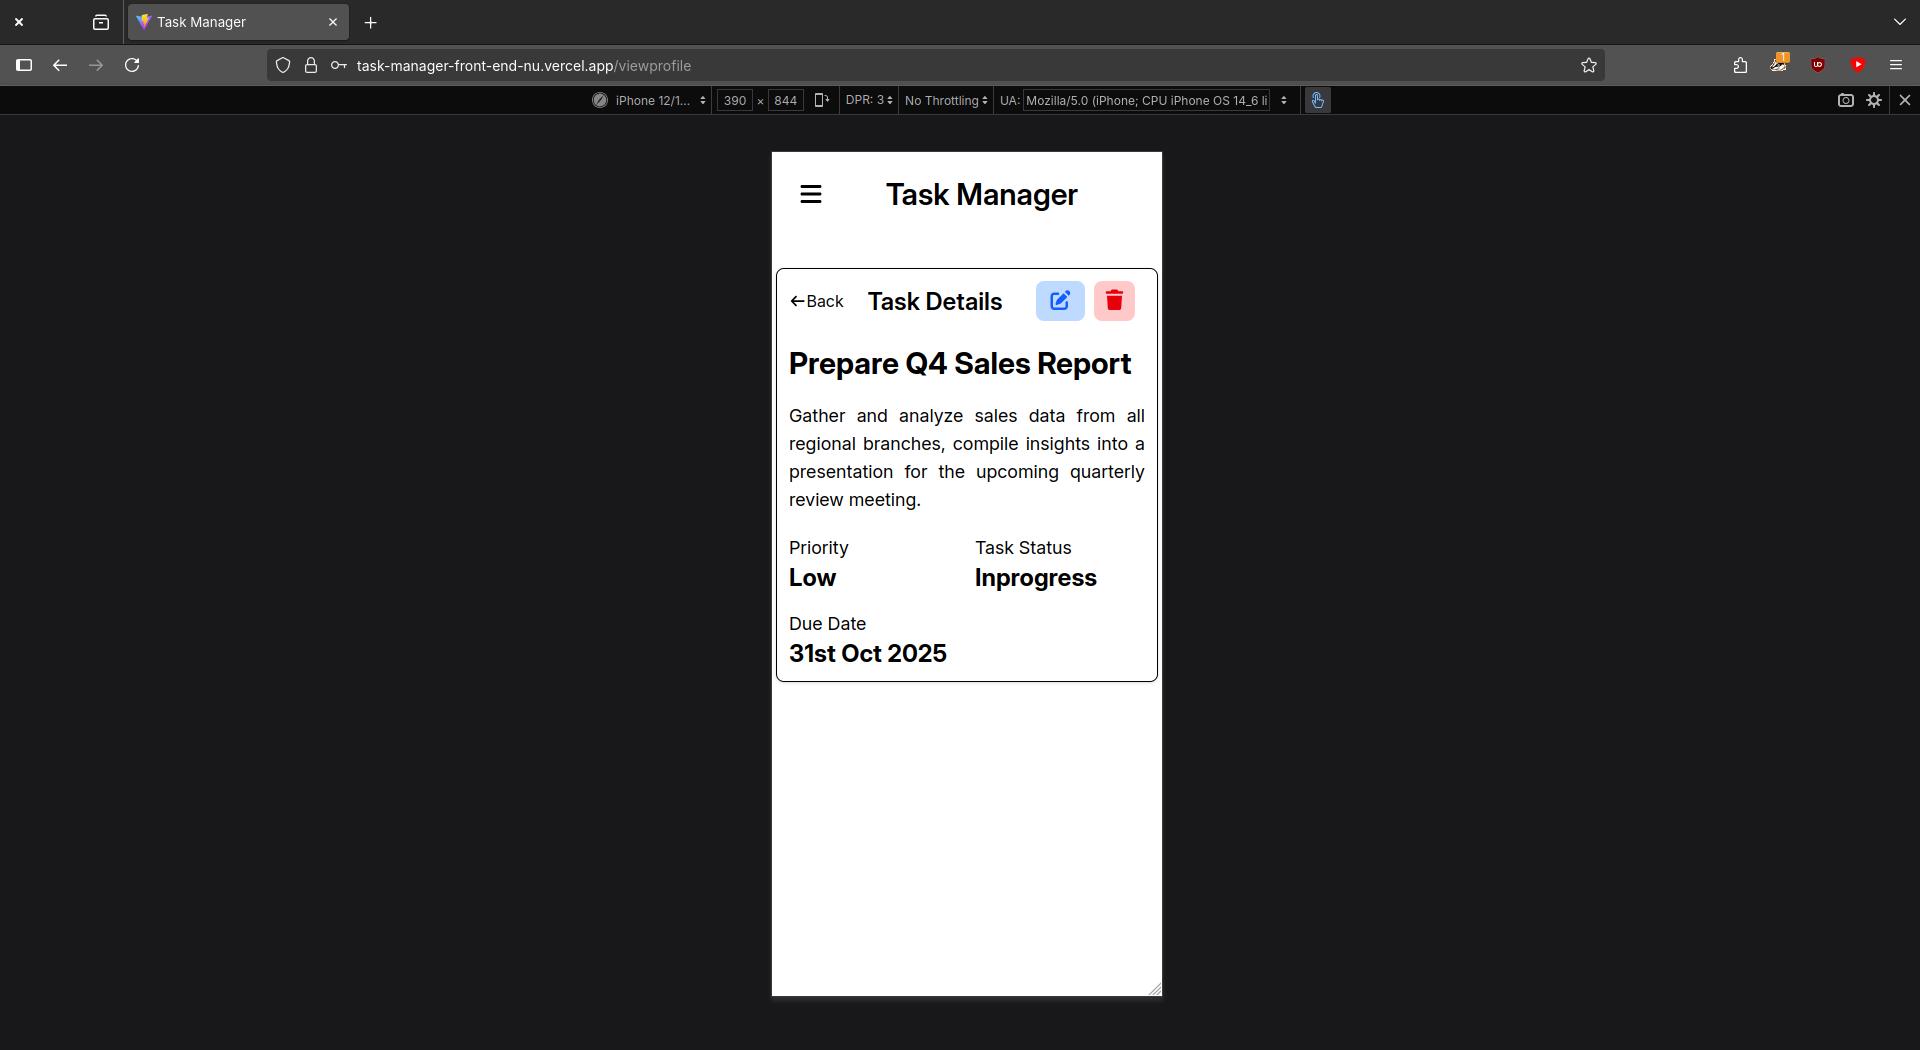 Task Manager
task-manager-front-end-nu.vercel.app/viewprofile
1
UD
iPhone 12/1... 390 × 844 DPR: 3 No Throttling UA: Mozilla/5.0 (iPhone; CPU iPhone OS 14_6 li
Task Manager
Back Task Details
Prepare Q4 Sales Report
Gather and analyze sales data from all
regional branches, compile insights into a
presentation for the upcoming quarterly
review meeting.
Priority Task Status
Low Inprogress
Due Date
31st Oct 2025